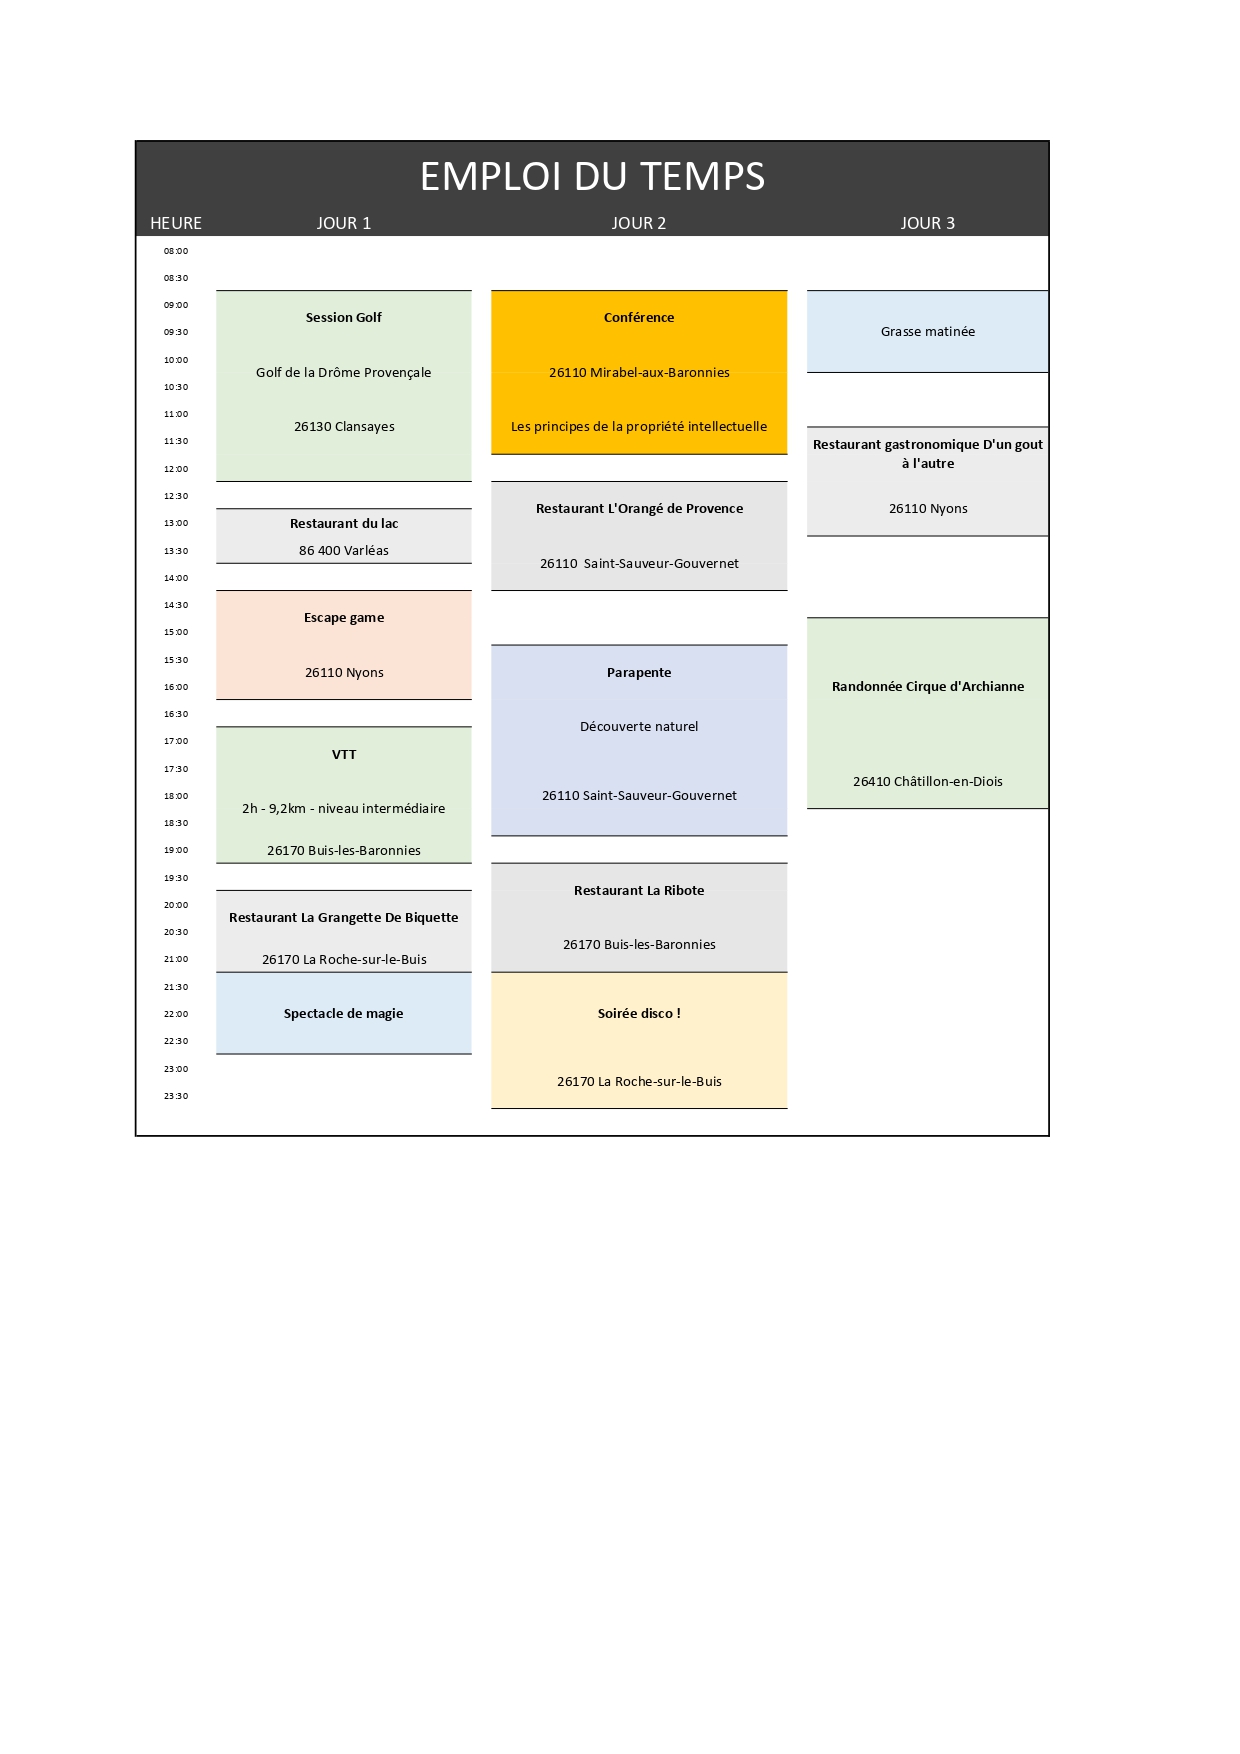 EMPLOI DU TEMPS
HEURE JOUR 1 JOUR 2 JOUR 3
08:00
08:30
09:00
Session Golf Conférence
09:30 Grasse matinée
10:00
Golf de la Drôme Provençale 26110 Mirabel-aux-Baronnies
10:30
11:00
26130 Clansayes Les principes de la propriété intellectuelle
11:30 Restaurant gastronomique D'un gout
à l'autre
12:00
12:30
Restaurant L'Orangé de Provence 26110 Nyons
13:00 Restaurant du lac
13:30 86 400 Varléas
26110  Saint-Sauveur-Gouvernet
14:00
14:30
Escape game
15:00
15:30
26110 Nyons Parapente
16:00 Randonnée Cirque d'Archianne
16:30
Découverte naturel
17:00
VTT
17:30
26410 Châtillon-en-Diois
18:00 26110 Saint-Sauveur-Gouvernet
2h - 9,2km - niveau intermédiaire
18:30
19:00 26170 Buis-les-Baronnies
19:30
Restaurant La Ribote
20:00
Restaurant La Grangette De Biquette
20:30
26170 Buis-les-Baronnies
21:00 26170 La Roche-sur-le-Buis
21:30
22:00 Spectacle de magie Soirée disco !
22:30
23:00
26170 La Roche-sur-le-Buis
23:30